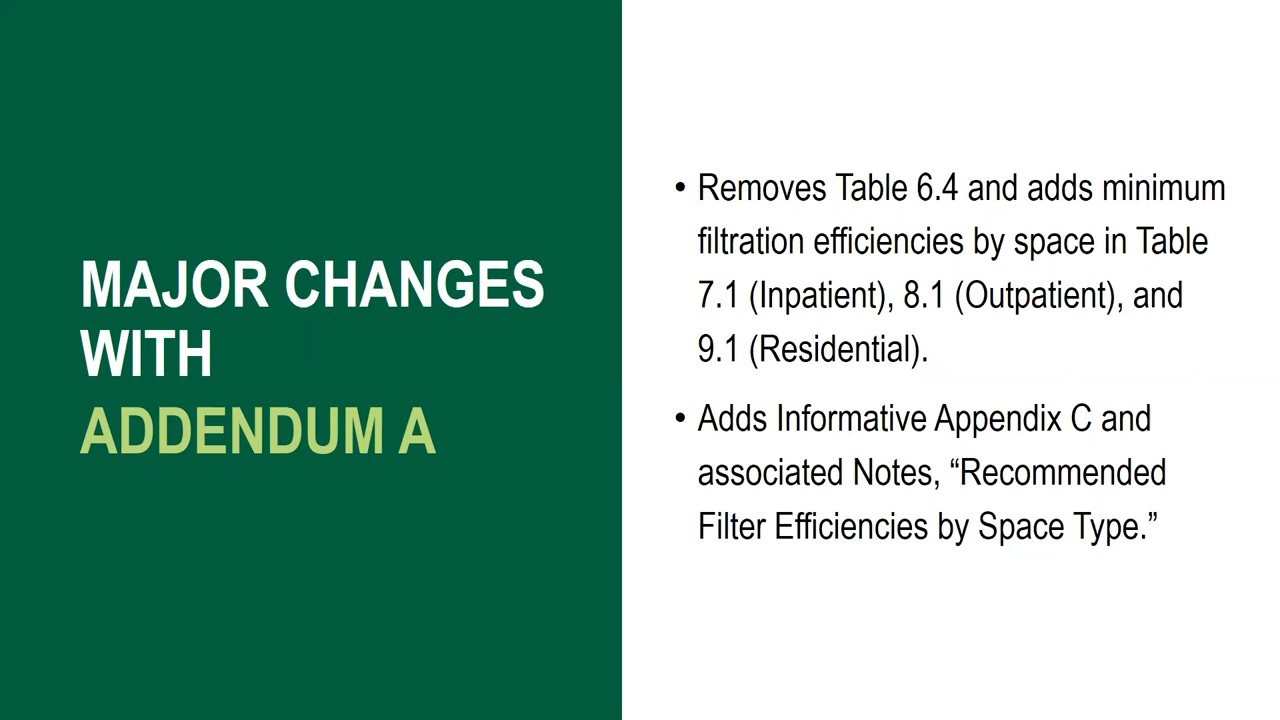 MAJOR CHANGES
WITH
ADDENDUM A
• Removes Table 6.4 and adds minimum
filtration efficiencies by space in Table
7.1 (Inpatient), 8.1 (Outpatient), and
9.1 (Residential).
• Adds Informative Appendix C and
associated Notes, “Recommended
Filter Efficiencies by Space Type.”